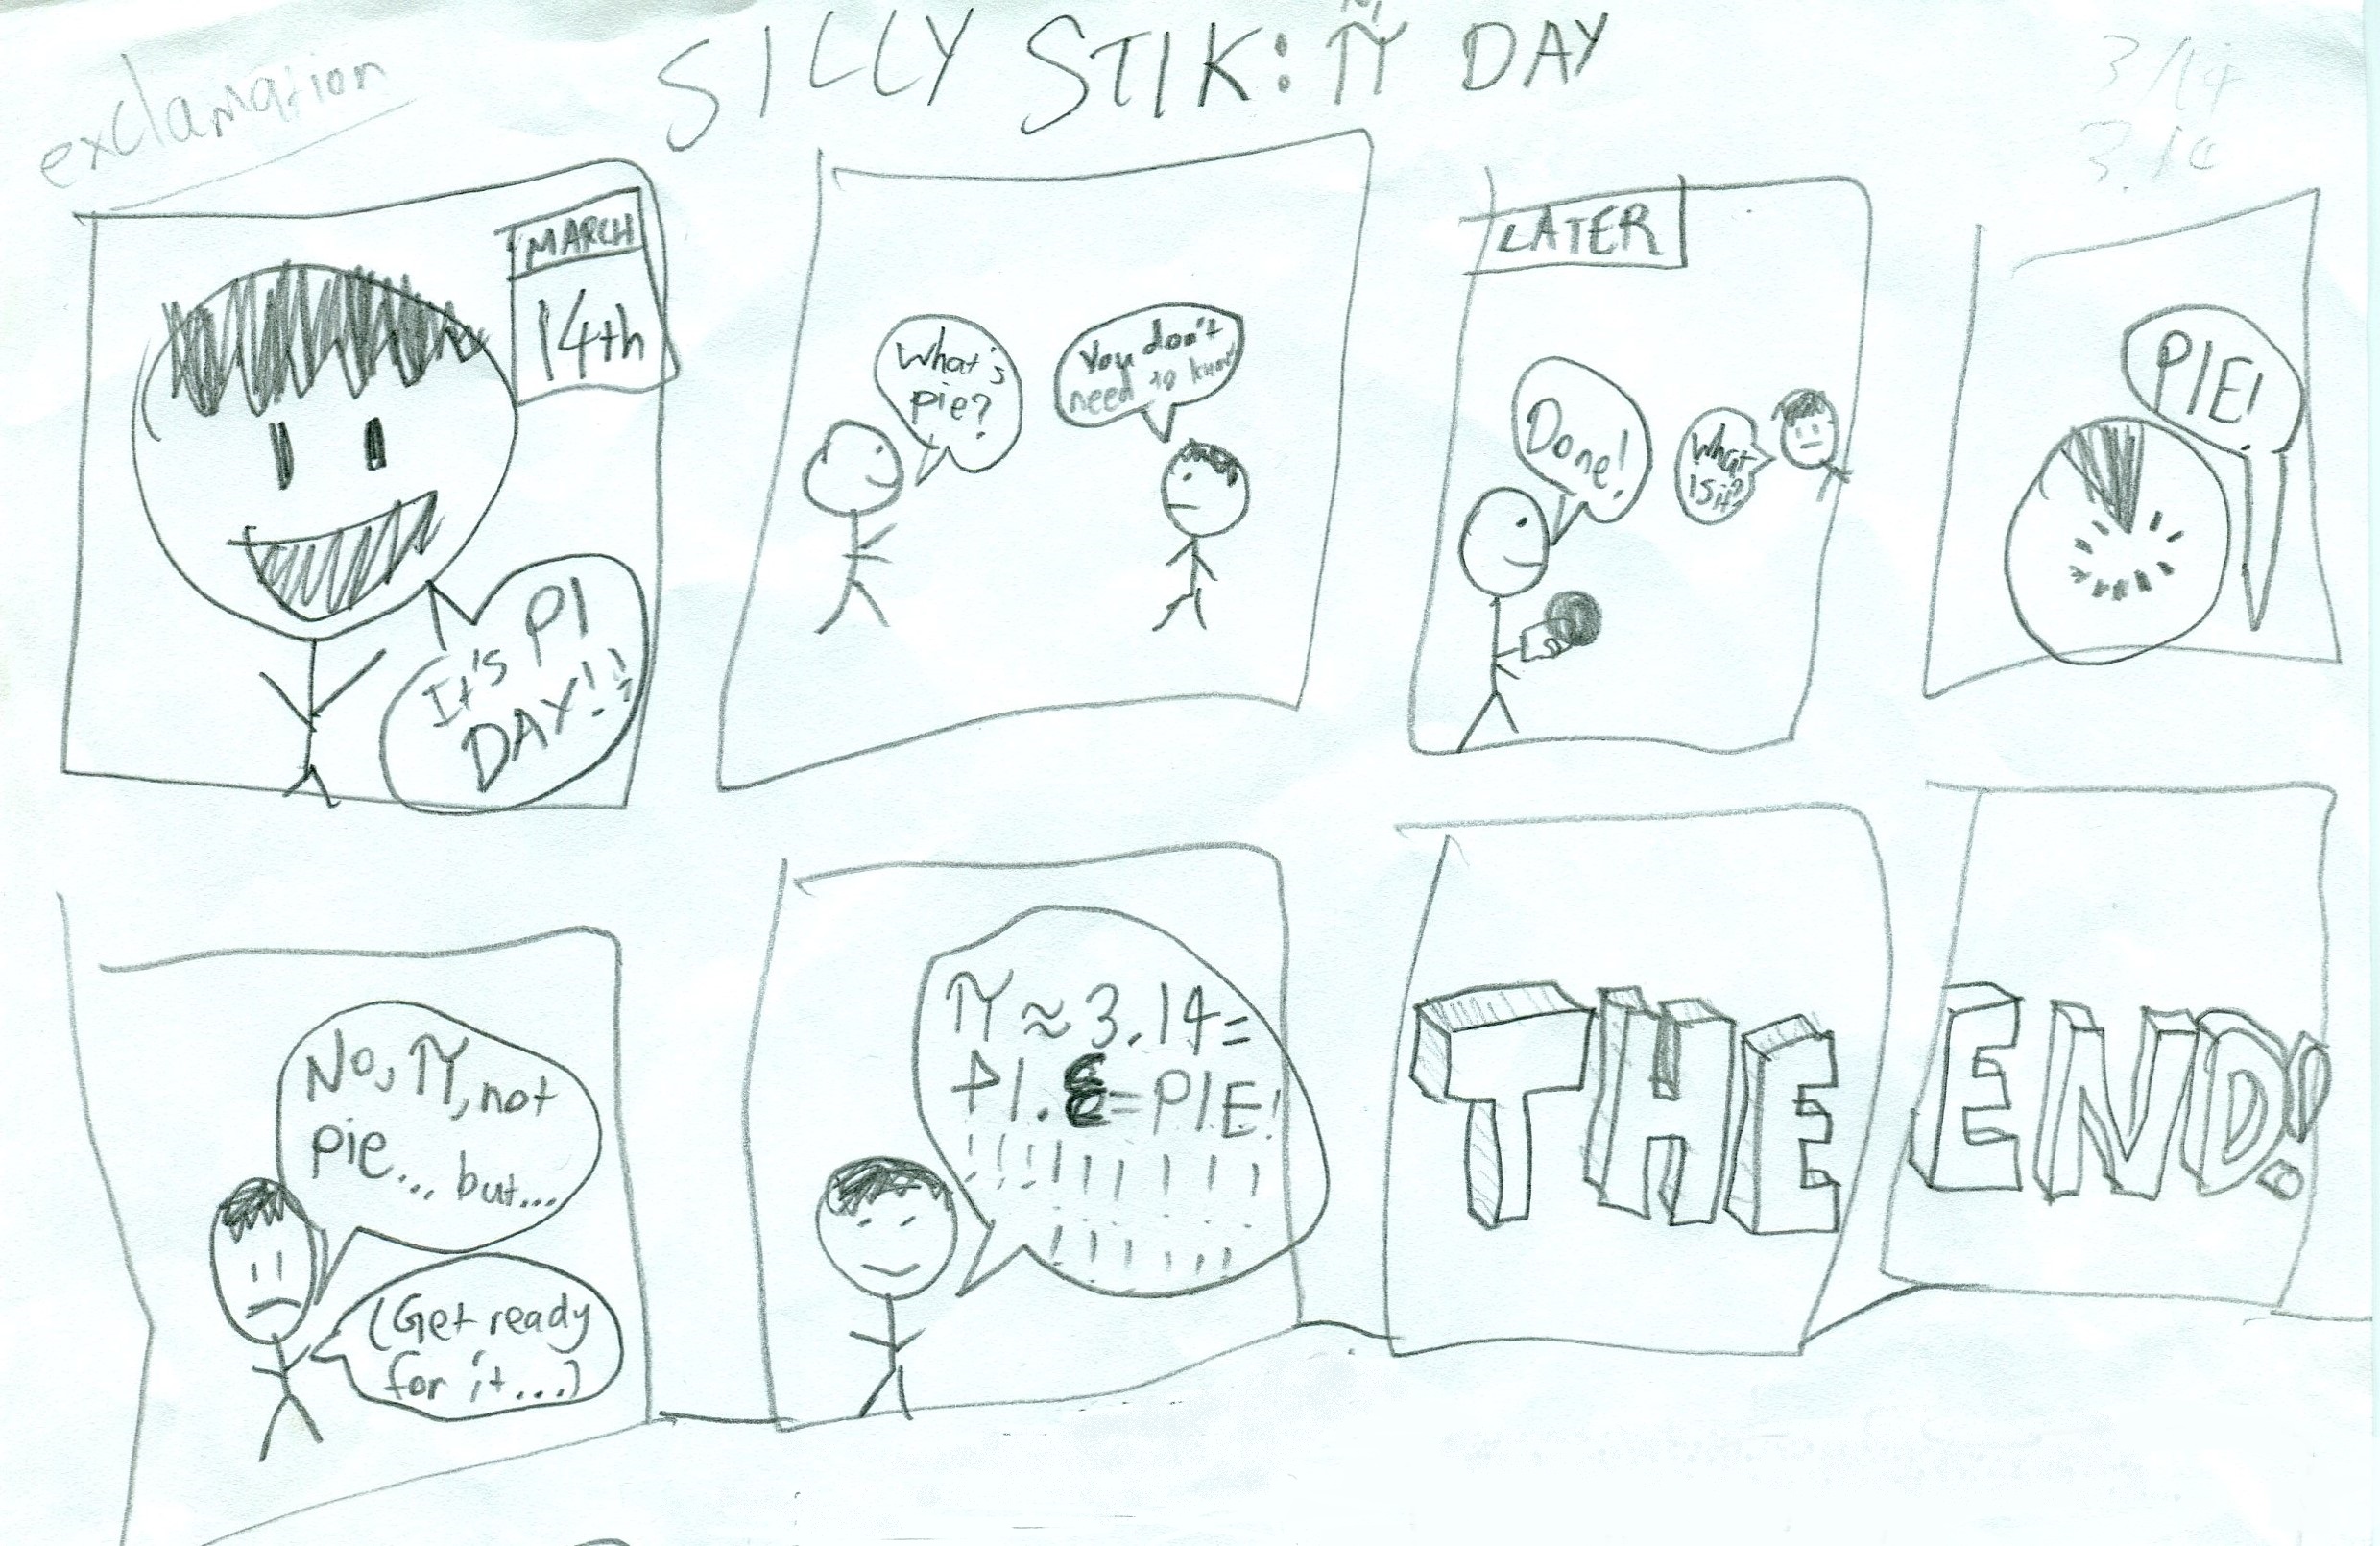 SILLY STIK: π DAY
exclamation
3/14
3.14
MARCH
14th
It's PI
DAY!!
What's
pie?
You don't
need to know
LATER
Done!
What
is it?
PIE!
No, π, not
pie... but...
(Get ready
for it...)
π ≈ 3.14 =
PI. E = PIE!
!!!!!!!!!
!!!!!!
THE
END!